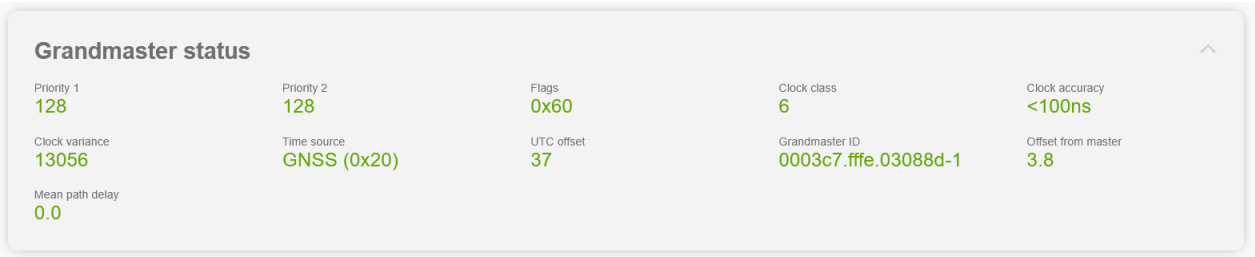 Grandmaster status
Priority 1 Priority 2 Flags Clock class Clock accuracy
128 128 0x60 6 <100ns
Clock variance Time source UTC offset Grandmaster ID Offset from master
13056 GNSS (0x20) 37 0003c7.fffe.03088d-1 3.8
Mean path delay
0.0